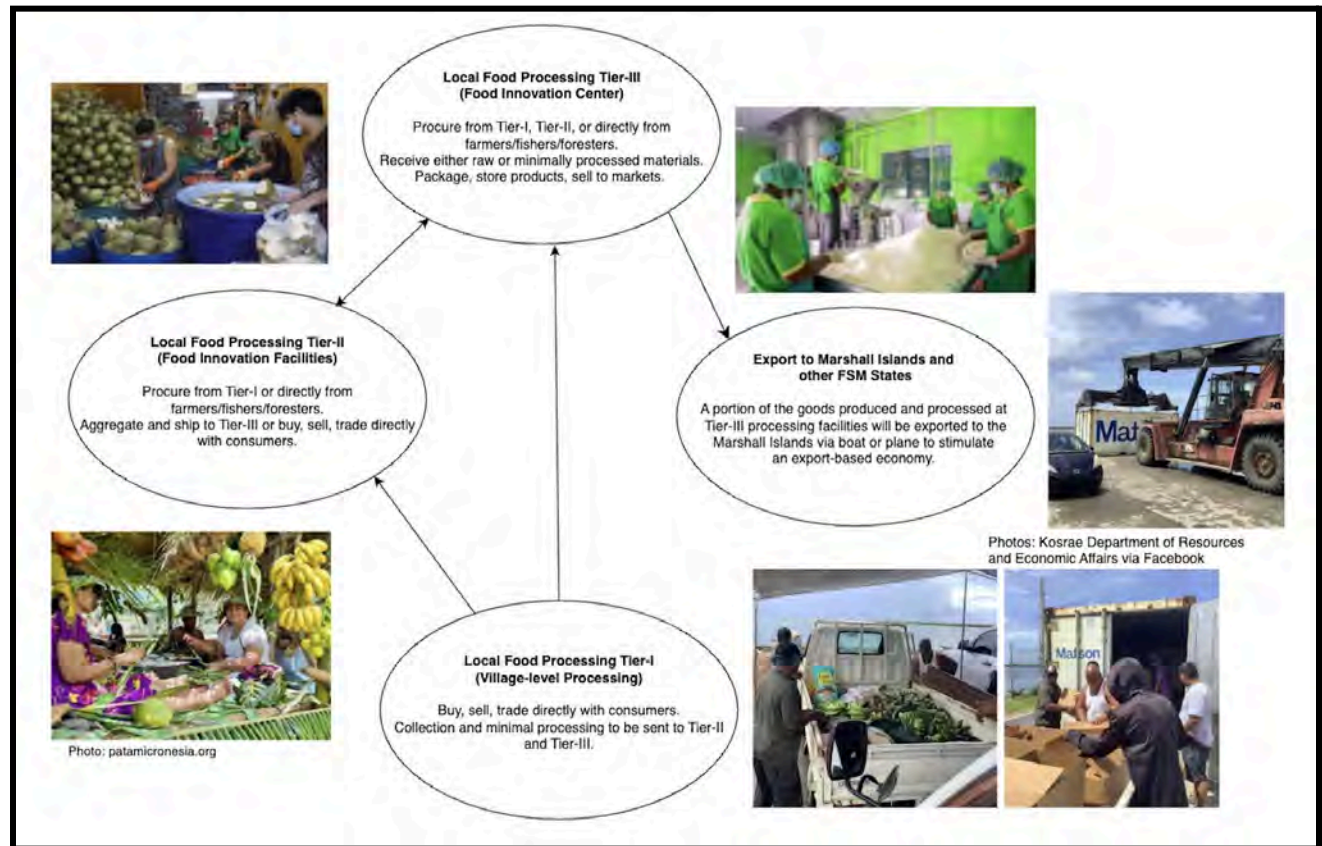 Local Food Processing Tier-III
(Food Innovation Center)
Procure from Tier-I, Tier-II, or directly from
farmers/fishers/foresters.
Receive either raw or minimally processed materials.
Package, store products, sell to markets.
Local Food Processing Tier-II
(Food Innovation Facilities)
Procure from Tier-I or directly from
farmers/fishers/foresters.
Aggregate and ship to Tier-III or buy, sell, trade directly
with consumers.
Export to Marshall Islands and
other FSM States
A portion of the goods produced and processed at
Tier-III processing facilities will be exported to the
Marshall Islands via boat or plane to stimulate
an export-based economy.
Mat
Photos: Kosrae Department of Resources
and Economic Affairs via Facebook
Local Food Processing Tier-I
(Village-level Processing)
Buy, sell, trade directly with consumers.
Collection and minimal processing to be sent to Tier-II
and Tier-III.
Matson
Photo: patamicronesia.org